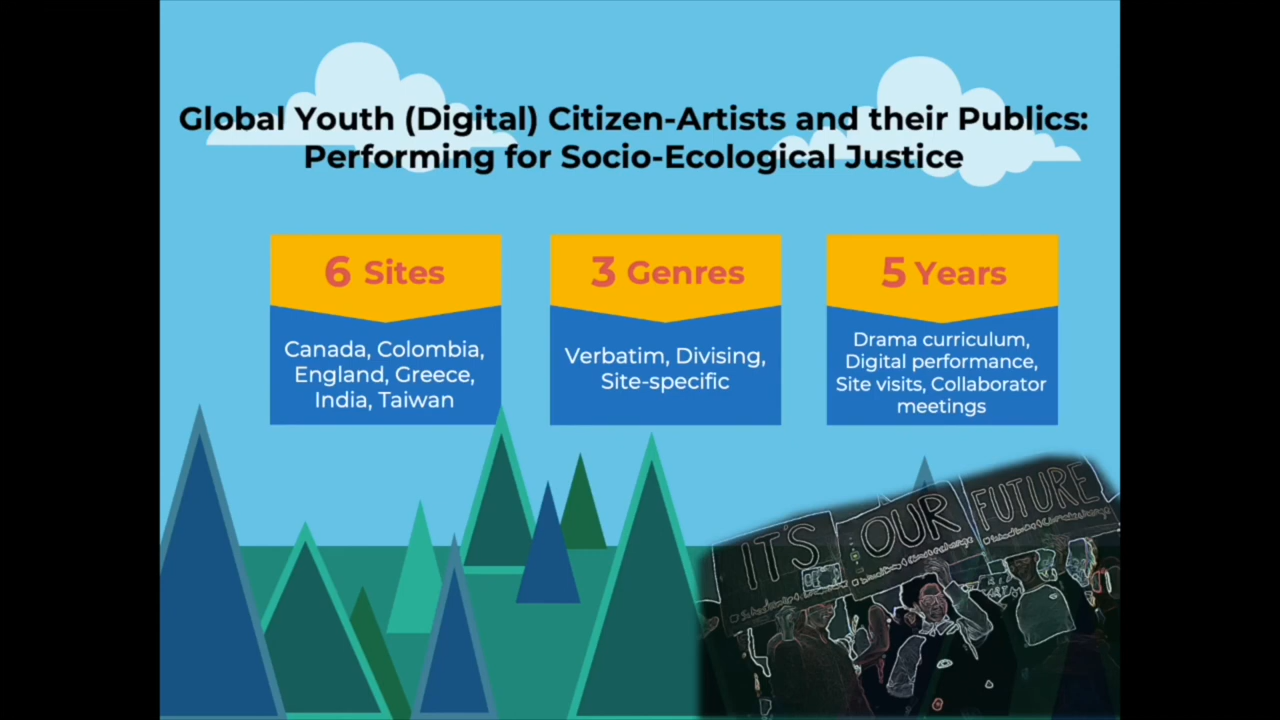 Global Youth (Digital) Citizen-Artists and their Publics:
Performing for Socio-Ecological Justice
6 Sites
Canada, Colombia,
England, Greece,
India, Taiwan
3 Genres
Verbatim, Divising,
Site-specific
5 Years
Drama curriculum,
Digital performance,
Site visits, Collaborator
meetings
IT'S
OUR
FUTURE